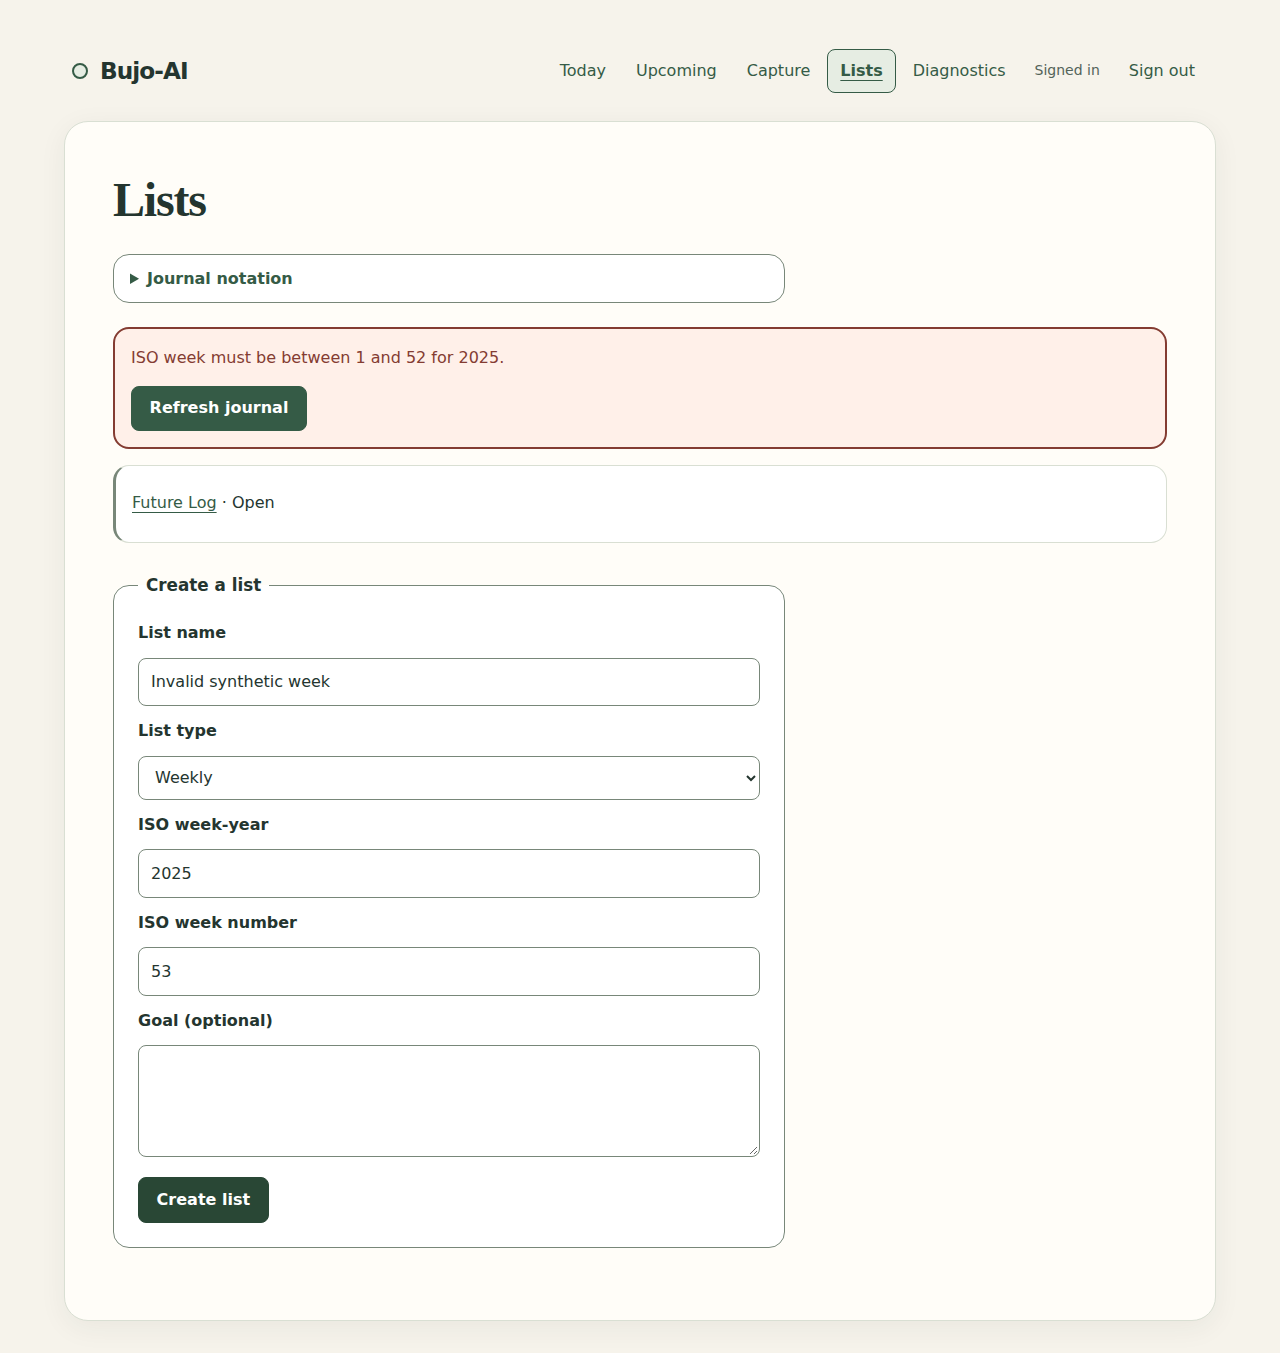 Bujo-AI
Today Upcoming Capture Lists Diagnostics Signed in Sign out
Lists
Journal notation
ISO week must be between 1 and 52 for 2025.
Refresh journal
Future Log · Open
Create a list
List name
Invalid synthetic week
List type
Weekly
ISO week-year
2025
ISO week number
53
Goal (optional)
Create list